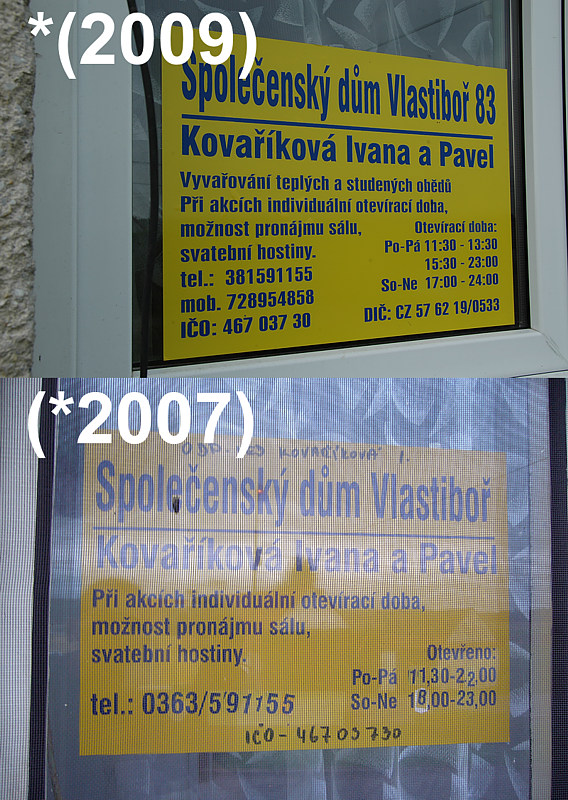 *(2009)
Společenský dům Vlastiboř 83
Kovaříková Ivana a Pavel
Vyvařování teplých a studených obědů
Při akcích individuální otevírací doba,
možnost pronájmu sálu,
svatební hostiny.
tel.: 381591155
mob. 728954858
IČO: 467 037 30
Otevírací doba:
Po-Pá 11:30 - 13:30
15:30 - 23:00
So-Ne 17:00 - 24:00
DIČ: CZ 57 62 19/0533
(*2007)
KOVAŘÍKOVÁ I.
Společenský dům Vlastiboř
Kovaříková Ivana a Pavel
Při akcích individuální otevírací doba,
možnost pronájmu sálu,
svatební hostiny.
tel.: 0363/591155
Otevřeno:
Po-Pá 11,30-22,00
So-Ne 18,00-23,00
IČO - 46703730